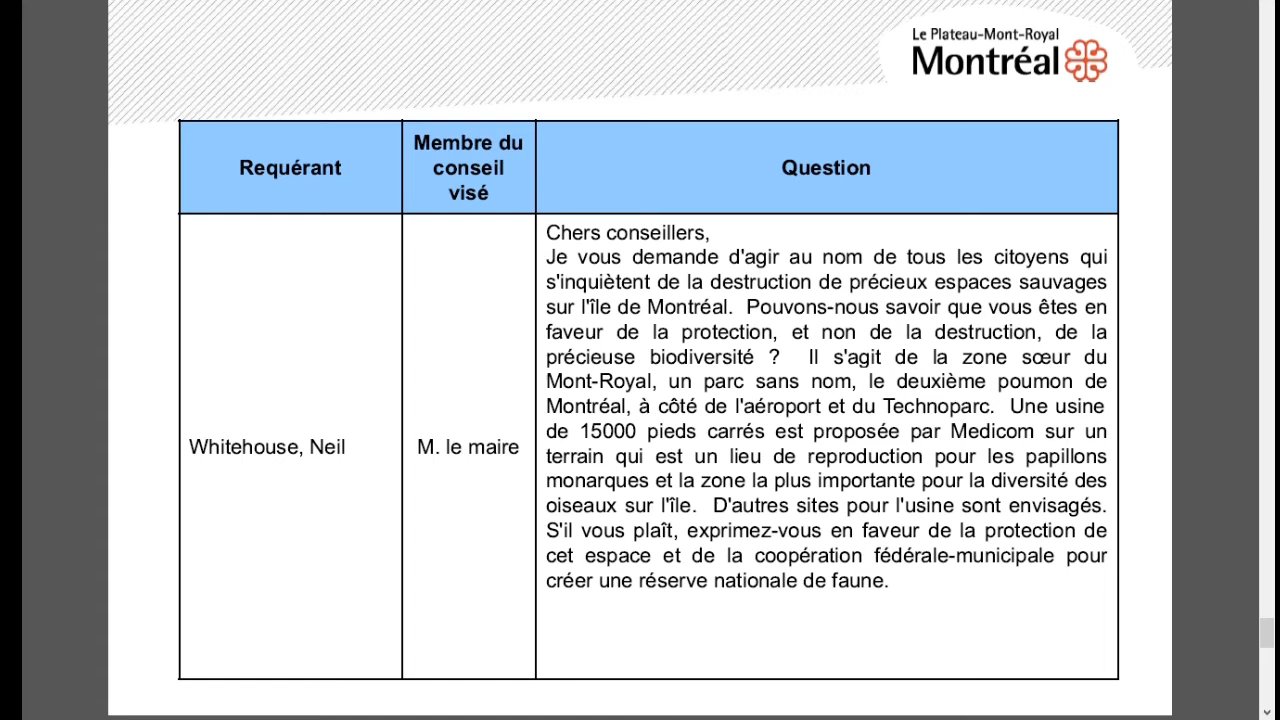 Le Plateau-Mont-Royal
Montréal
Requérant
Membre du
conseil
visé
Question
Whitehouse, Neil
M. le maire
Chers conseillers,
Je vous demande d'agir au nom de tous les citoyens qui
s'inquiètent de la destruction de précieux espaces sauvages
sur l'île de Montréal. Pouvons-nous savoir que vous êtes en
faveur de la protection, et non de la destruction, de la
précieuse biodiversité ? Il s'agit de la zone sœur du
Mont-Royal, un parc sans nom, le deuxième poumon de
Montréal, à côté de l'aéroport et du Technoparc. Une usine
de 15000 pieds carrés est proposée par Medicom sur un
terrain qui est un lieu de reproduction pour les papillons
monarques et la zone la plus importante pour la diversité des
oiseaux sur l'île. D'autres sites pour l'usine sont envisagés.
S'il vous plaît, exprimez-vous en faveur de la protection de
cet espace et de la coopération fédérale-municipale pour
créer une réserve nationale de faune.